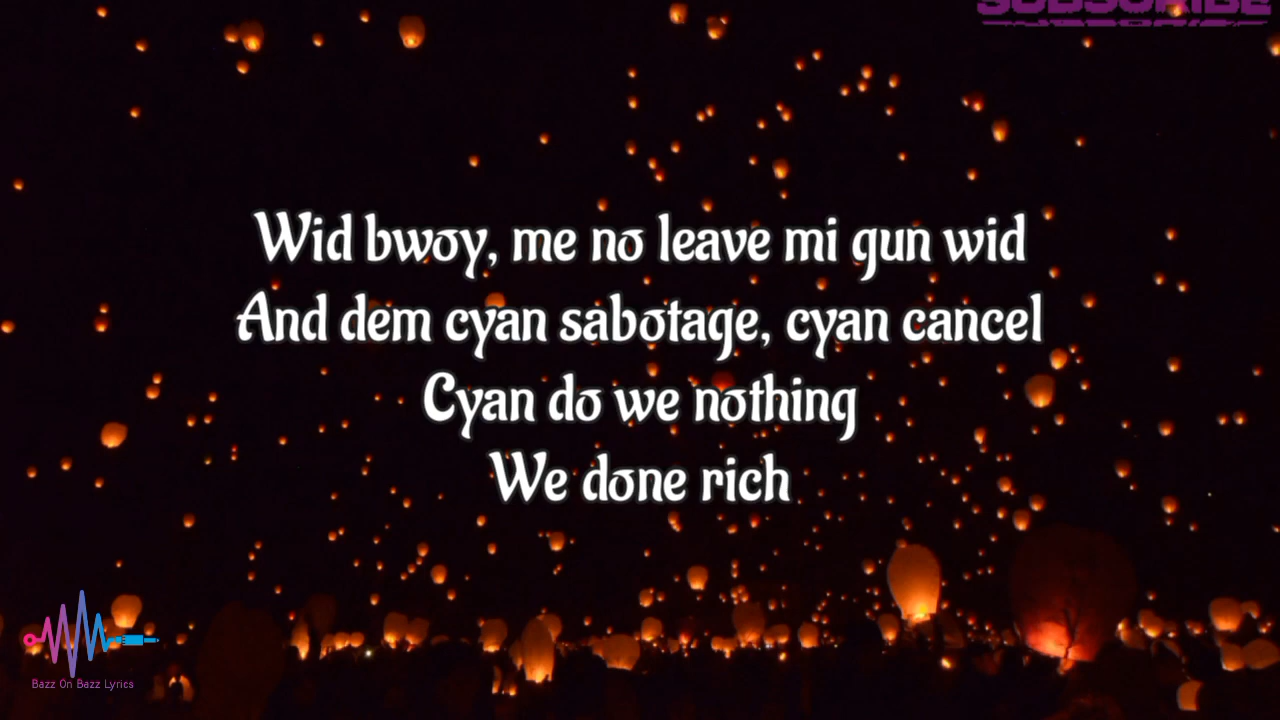 SUBSCRIBE
Wid bwoy, me no leave mi gun wid
And dem cyan sabotage, cyan cancel
Cyan do we nothing
We done rich
Bazz On Bazz Lyrics